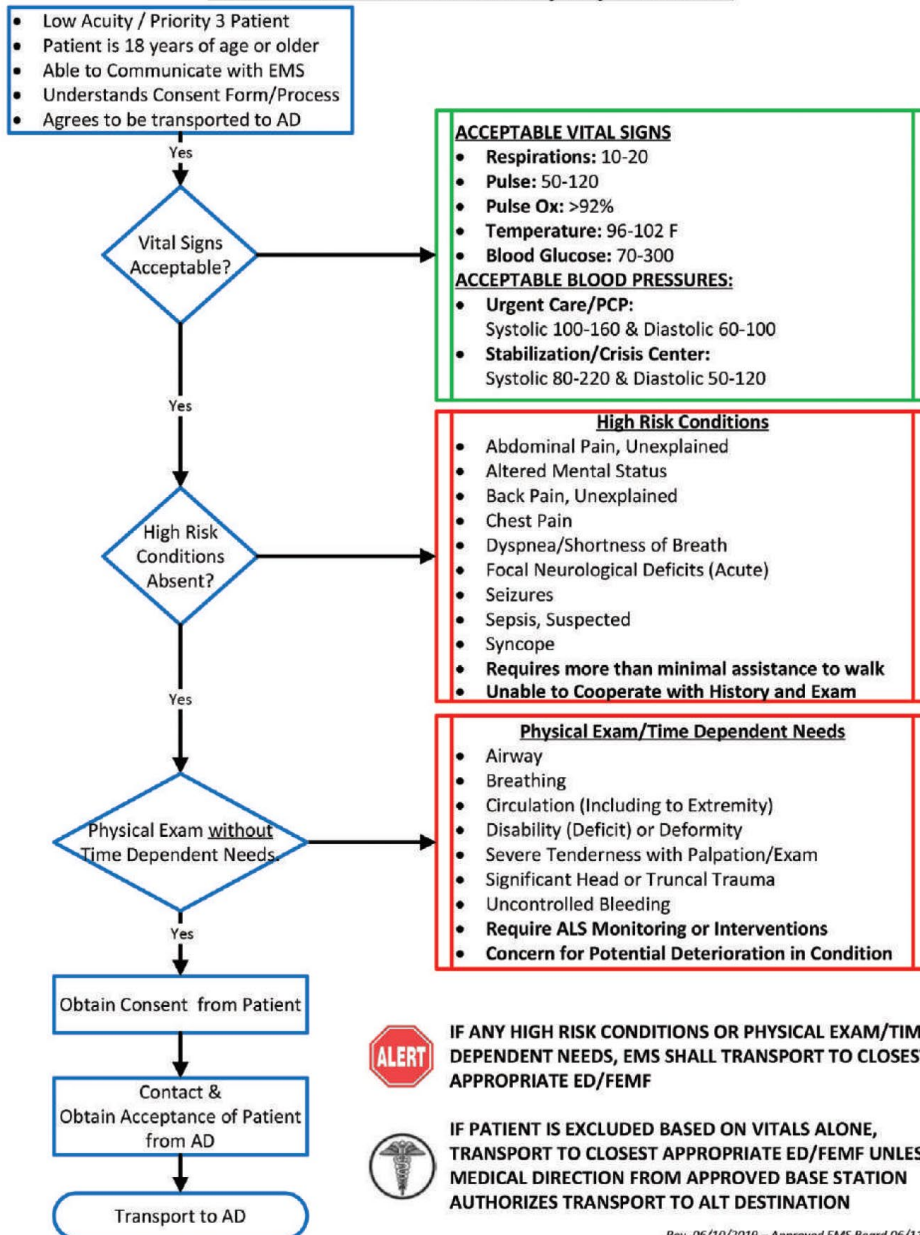 • Low Acuity / Priority 3 Patient
• Patient is 18 years of age or older
• Able to Communicate with EMS
• Understands Consent Form/Process
• Agrees to be transported to AD
Yes
Vital Signs
Acceptable?
ACCEPTABLE VITAL SIGNS
• Respirations: 10-20
• Pulse: 50-120
• Pulse Ox: >92%
• Temperature: 96-102 F
• Blood Glucose: 70-300
ACCEPTABLE BLOOD PRESSURES:
• Urgent Care/PCP:
Systolic 100-160 & Diastolic 60-100
• Stabilization/Crisis Center:
Systolic 80-220 & Diastolic 50-120
Yes
High Risk
Conditions
Absent?
High Risk Conditions
• Abdominal Pain, Unexplained
• Altered Mental Status
• Back Pain, Unexplained
• Chest Pain
• Dyspnea/Shortness of Breath
• Focal Neurological Deficits (Acute)
• Seizures
• Sepsis, Suspected
• Syncope
• Requires more than minimal assistance to walk
• Unable to Cooperate with History and Exam
Yes
Physical Exam without
Time Dependent Needs.
Physical Exam/Time Dependent Needs
• Airway
• Breathing
• Circulation (Including to Extremity)
• Disability (Deficit) or Deformity
• Severe Tenderness with Palpation/Exam
• Significant Head or Truncal Trauma
• Uncontrolled Bleeding
• Require ALS Monitoring or Interventions
• Concern for Potential Deterioration in Condition
Yes
Obtain Consent from Patient
Contact &
Obtain Acceptance of Patient
from AD
Transport to AD
ALERT
IF ANY HIGH RISK CONDITIONS OR PHYSICAL EXAM/TIM
DEPENDENT NEEDS, EMS SHALL TRANSPORT TO CLOSES
APPROPRIATE ED/FEMF
IF PATIENT IS EXCLUDED BASED ON VITALS ALONE,
TRANSPORT TO CLOSEST APPROPRIATE ED/FEMF UNLES
MEDICAL DIRECTION FROM APPROVED BASE STATION
AUTHORIZES TRANSPORT TO ALT DESTINATION